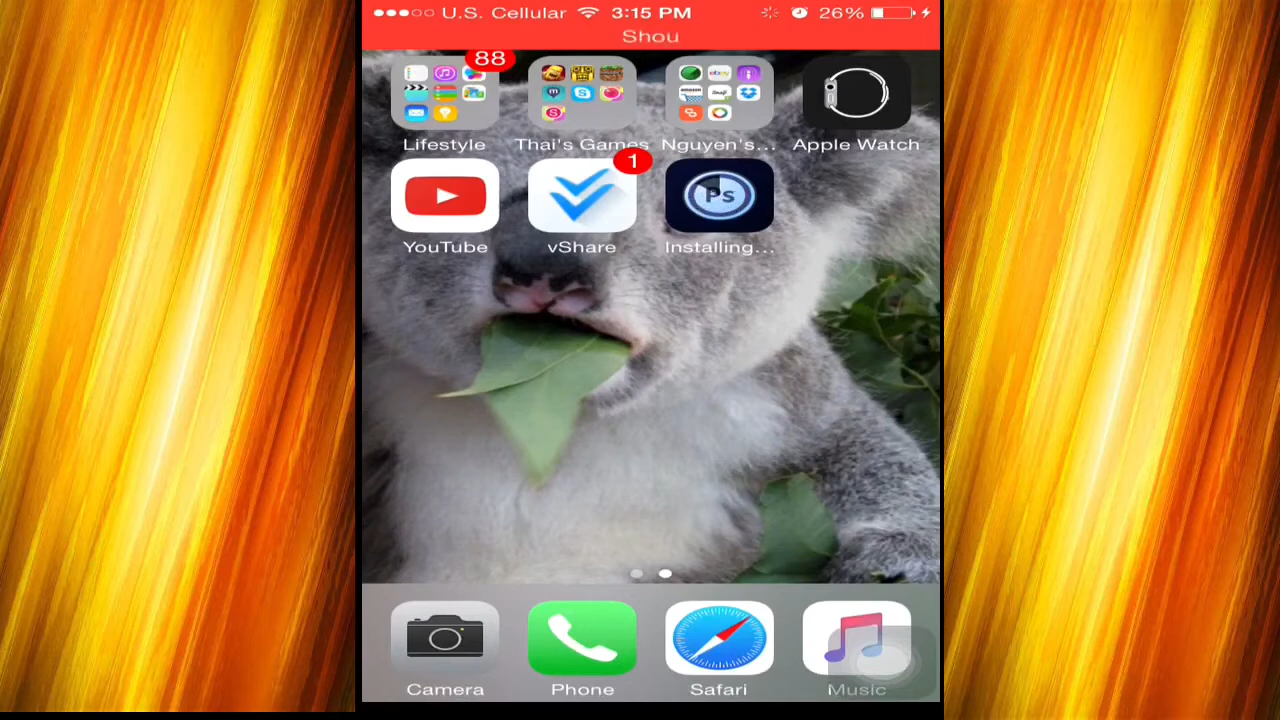 U.S. Cellular 3:15 PM 26%
Shou
88
Lifestyle Thai's Games Nguyen's... Apple Watch
1
Ps
YouTube vShare Installing...
Camera Phone Safari Music